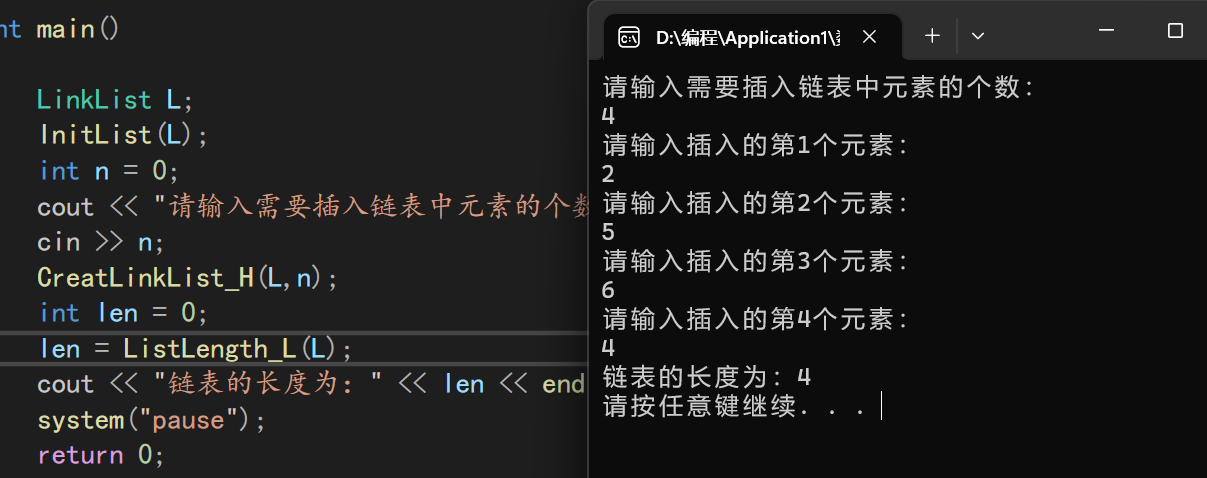 nt main()
LinkList L;
InitList(L);
int n = 0;
cout << "请输入需要插入链表中元素的个数
cin >> n;
CreatLinkList_H(L,n);
int len = 0;
len = ListLength_L(L);
cout << "链表的长度为：" << len << end
system("pause");
return 0;
D:\编程\Application1\
请输入需要插入链表中元素的个数：
4
请输入插入的第1个元素：
2
请输入插入的第2个元素：
5
请输入插入的第3个元素：
6
请输入插入的第4个元素：
4
链表的长度为：4
请按任意键继续. . .